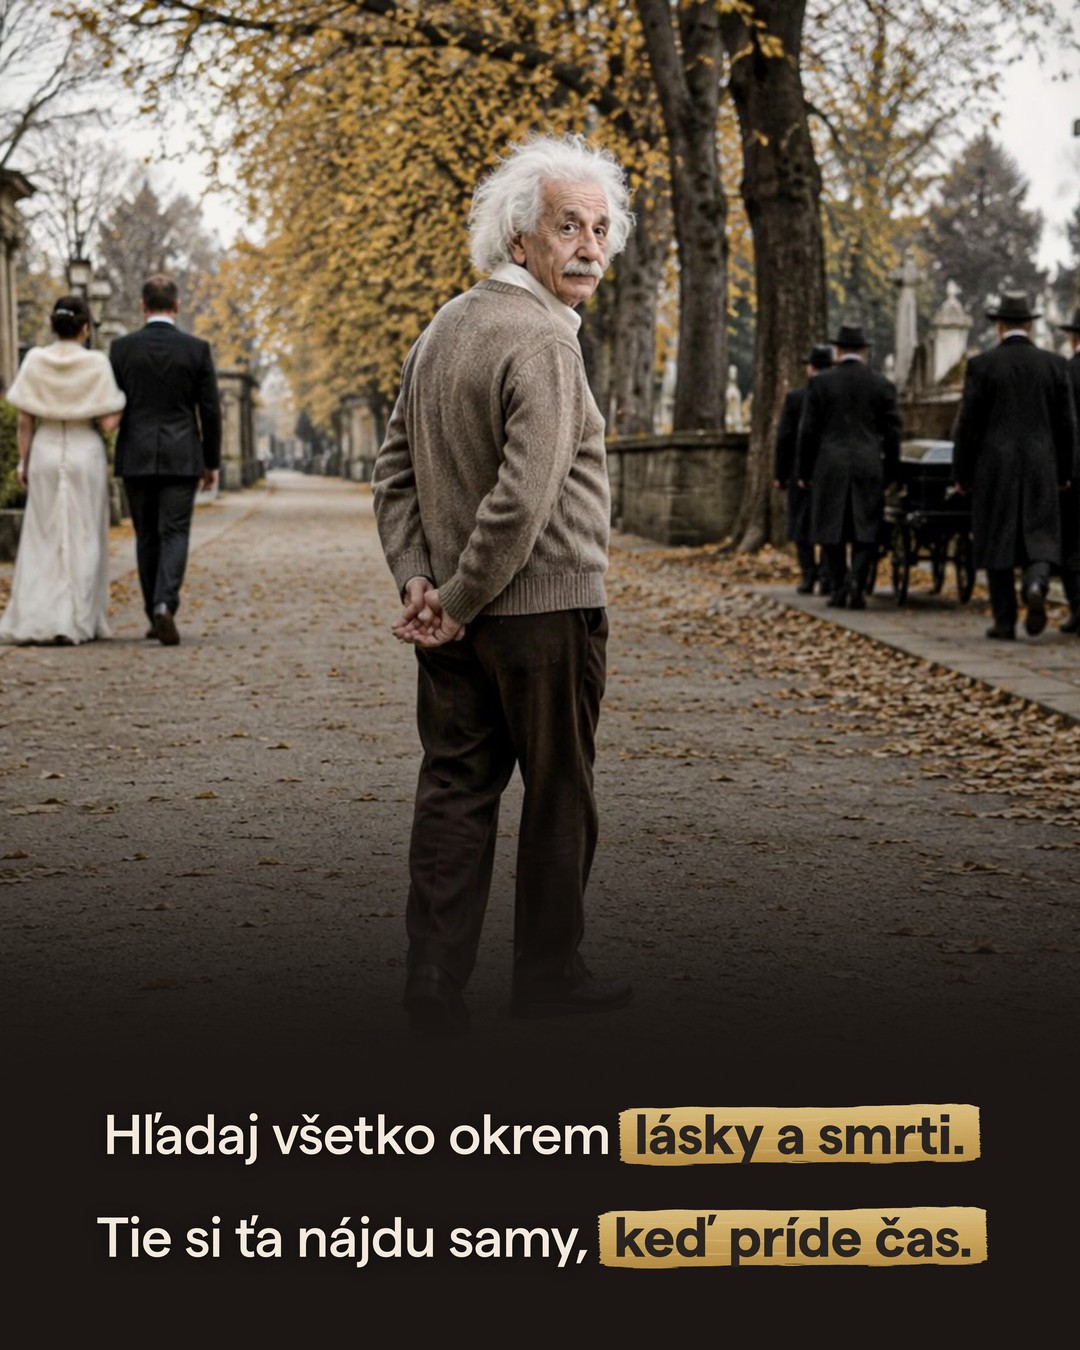 Hľadaj všetko okrem lásky a smrti.
Tie si ťa nájdu samy, keď príde čas.